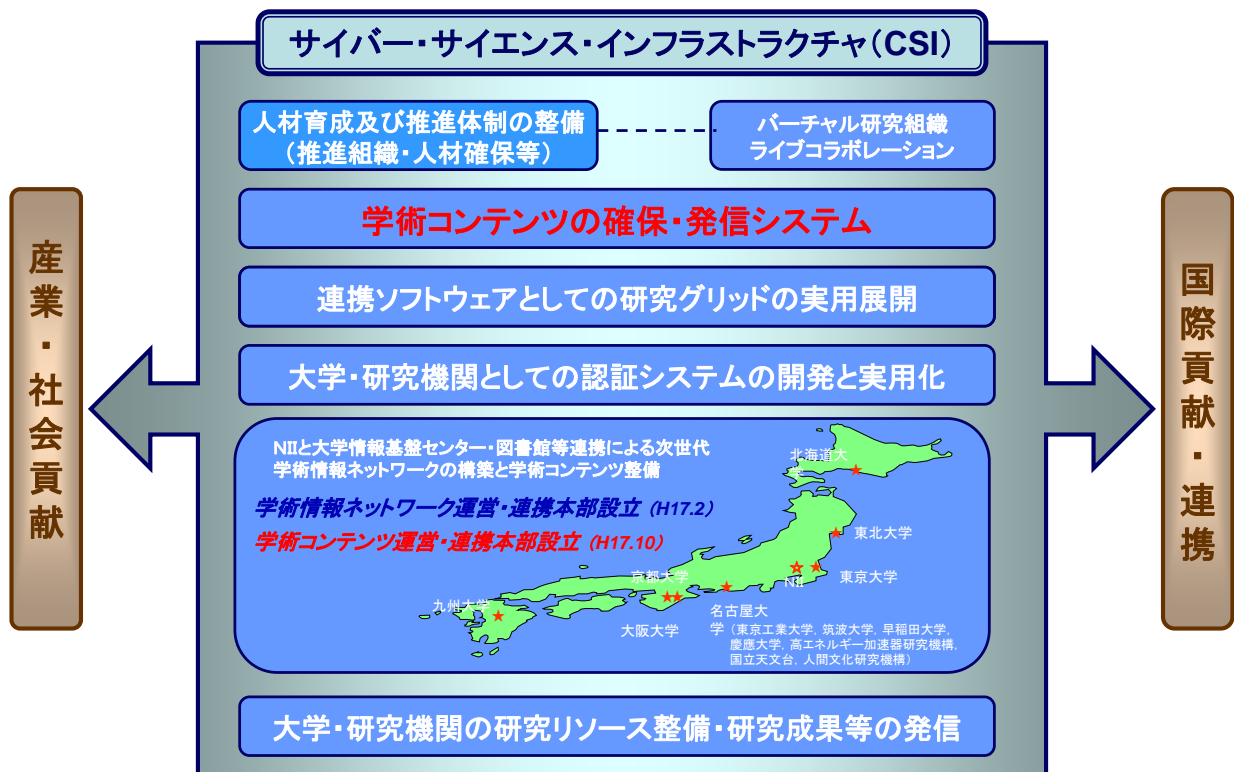 サイバー・サイエンス・インフラストラクチャ(CSI)
人材育成及び推進体制の整備
(推進組織・人材確保等)
バーチャル研究組織
ライブコラボレーション
学術コンテンツの確保・発信システム
連携ソフトウェアとしての研究グリッドの実用展開
大学・研究機関としての認証システムの開発と実用化
産業・社会貢献
国際貢献・連携
NIIと大学情報基盤センター・図書館等連携による次世代
学術情報ネットワークの構築と学術コンテンツ整備
学術情報ネットワーク運営・連携本部設立 (H17.2)
学術コンテンツ運営・連携本部設立 (H17.10)
北海道大
学
東北大学
東京大学
NII
京都大学
九州大学
大阪大学
名古屋大
学
(東京工業大学, 筑波大学, 早稲田大学,
慶應大学, 高エネルギー加速器研究機構,
国立天文台, 人間文化研究機構)
大学・研究機関の研究リソース整備・研究成果等の発信